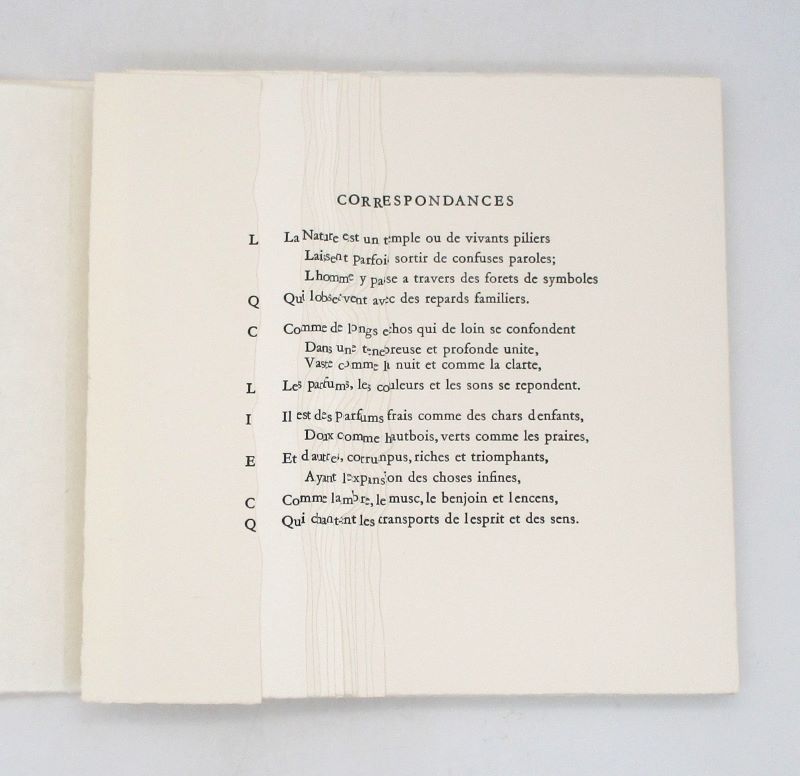 CORRESPONDANCES
L La Nature est un temple ou de vivants piliers
Laissent parfois sortir de confuses paroles;
Lhomme y passe a travers des forets de symboles
Q Qui lobservent avec des repards familiers.
C Comme de longs echos qui de loin se confondent
Dans une tenebreuse et profonde unite,
Vaste comme la nuit et comme la clarte,
L Les parfums, les couleurs et les sons se repondent.
I Il est des parfums frais comme des chars denfants,
Doux comme hautbois, verts comme les praires,
E Et dautres, corrunpus, riches et triomphants,
Ayant lexpansion des choses infines,
C Comme lambre, le musc, le benjoin et lencens,
Q Qui chantent les transports de lesprit et des sens.